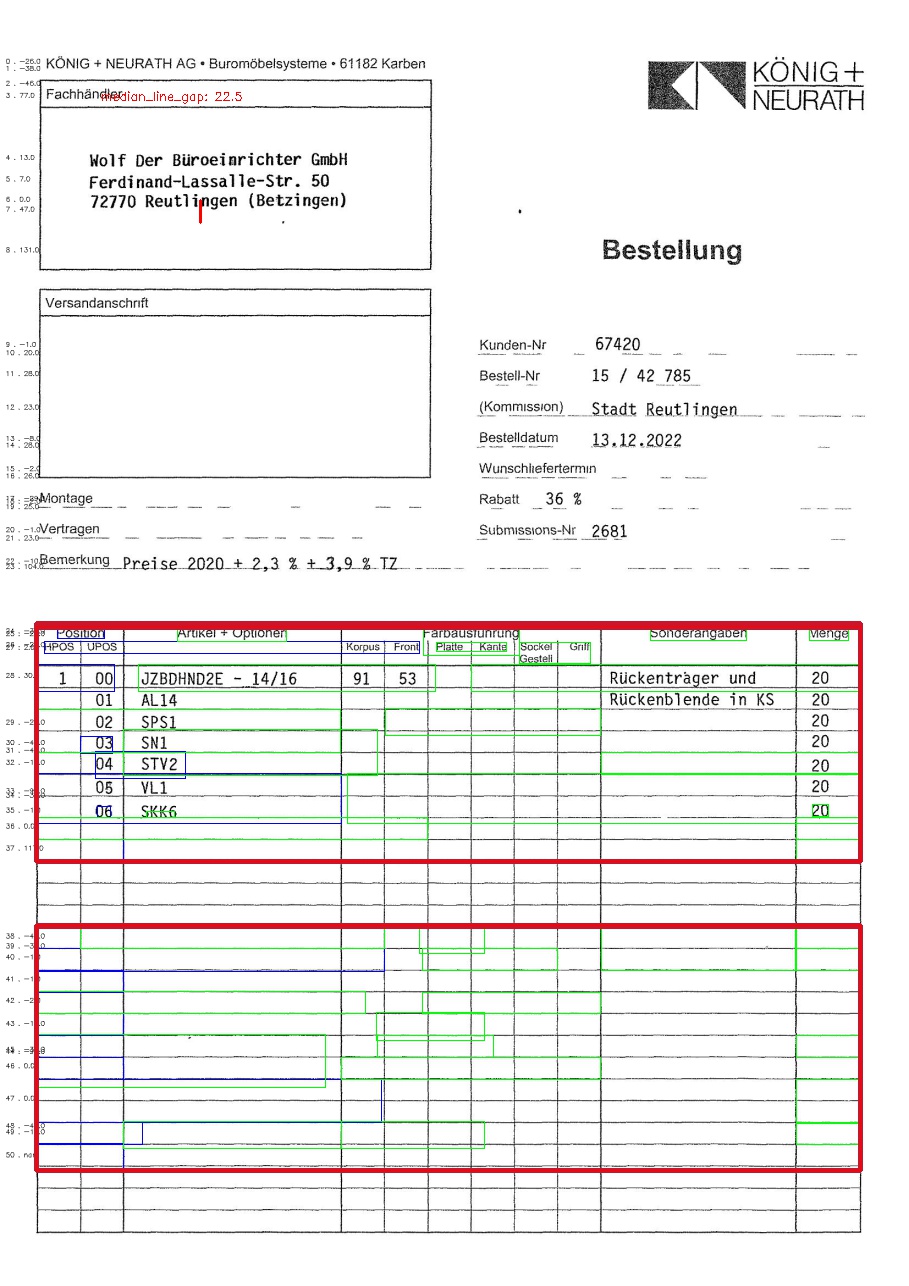 KÖNIG + NEURATH AG • Buromöbelsysteme • 61182 Karben
KÖNIG +
NEURATH
Fachhändler
median_line_gap: 22.5
Wolf Der Büroeinrichter GmbH
Ferdinand-Lassalle-Str. 50
72770 Reutlingen (Betzingen)
Bestellung
Versandanschrift
Kunden-Nr 67420
Bestell-Nr 15 / 42 785
(Kommission) Stadt Reutlingen
Bestelldatum 13.12.2022
Wunschliefertermin
Montage
Rabatt 36 %
Vertragen
Submissions-Nr 2681
Bemerkung Preise 2020 + 2,3 % + 3,9 % TZ
Position Artikel + Optionen Farbausführung Sonderangaben Menge
HPOS UPOS Korpus Front Platte Kante Sockel Griff
Gestell
1 00 JZBDHND2E - 14/16 91 53 Rückenträger und 20
01 AL14 Rückenblende in KS 20
02 SPS1 20
03 SN1 20
04 STV2 20
05 VL1 20
06 SKK6 20